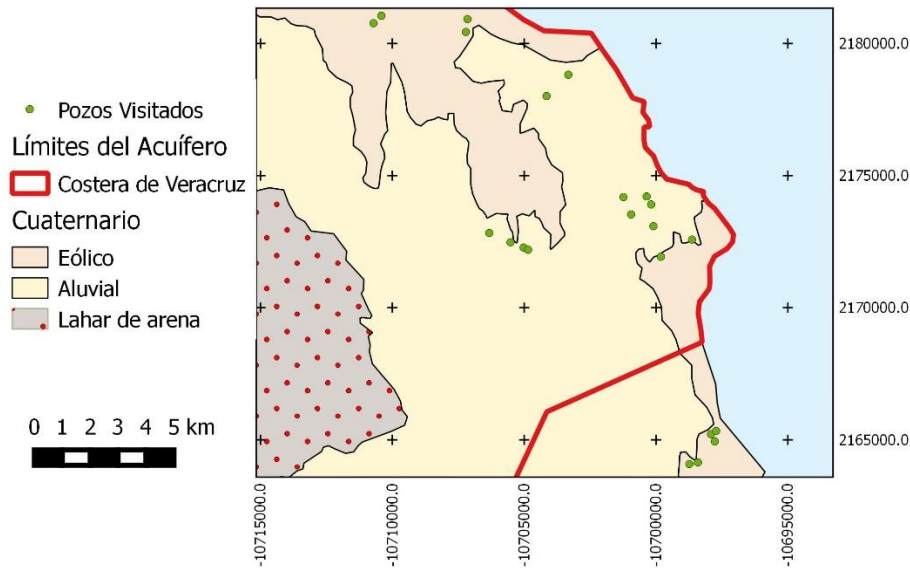 Pozos Visitados
Límites del Acuífero
Costera de Veracruz
Cuaternario
Eólico
Aluvial
Lahar de arena
0 1 2 3 4 5 km
2180000.0
2175000.0
2170000.0
2165000.0
-10715000.0
-10710000.0
-10705000.0
-10700000.0
-10695000.0